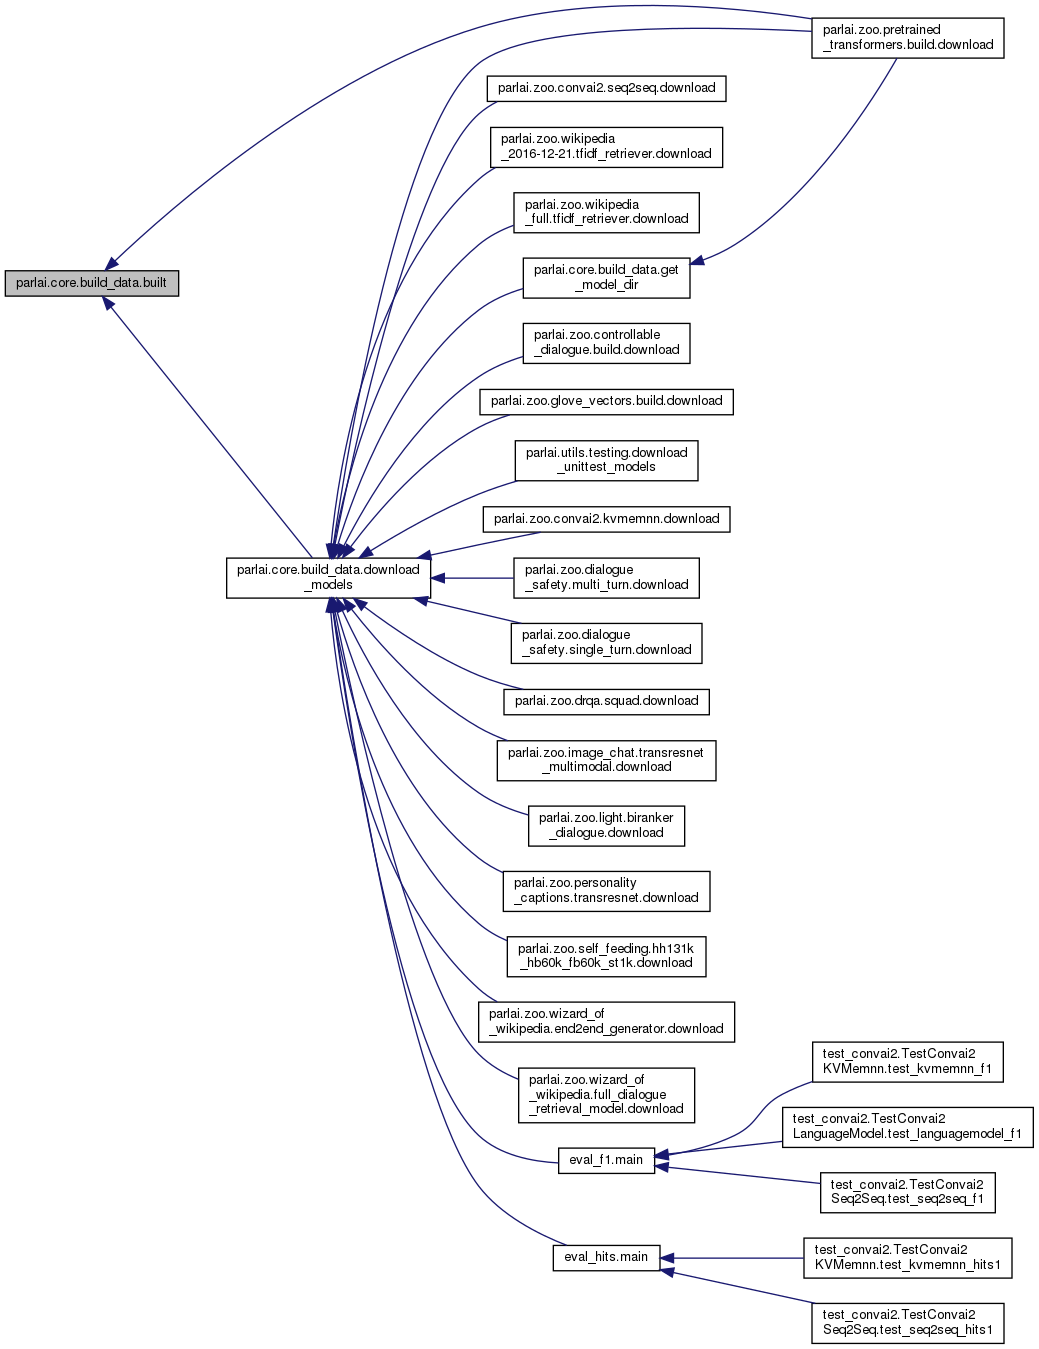 parlai.zoo.pretrained
_transformers.build.download
parlai.zoo.convai2.seq2seq.download
parlai.zoo.wikipedia
_2016-12-21.tfidf_retriever.download
parlai.zoo.wikipedia
_full.tfidf_retriever.download
parlai.core.build_data.get
_model_dir
parlai.core.build_data.built
parlai.zoo.controllable
_dialogue.build.download
parlai.zoo.glove_vectors.build.download
parlai.utils.testing.download
_unittest_models
parlai.zoo.convai2.kvmemnn.download
parlai.core.build_data.download
_models
parlai.zoo.dialogue
_safety.multi_turn.download
parlai.zoo.dialogue
_safety.single_turn.download
parlai.zoo.drqa.squad.download
parlai.zoo.image_chat.transresnet
_multimodal.download
parlai.zoo.light.biranker
_dialogue.download
parlai.zoo.personality
_captions.transresnet.download
parlai.zoo.self_feeding.hh131k
_hb60k_fb60k_st1k.download
parlai.zoo.wizard_of
_wikipedia.end2end_generator.download
parlai.zoo.wizard_of
_wikipedia.full_dialogue
_retrieval_model.download
eval_f1.main
test_convai2.TestConvai2
KVMemnn.test_kvmemnn_f1
test_convai2.TestConvai2
LanguageModel.test_languagemodel_f1
test_convai2.TestConvai2
Seq2Seq.test_seq2seq_f1
eval_hits.main
test_convai2.TestConvai2
KVMemnn.test_kvmemnn_hits1
test_convai2.TestConvai2
Seq2Seq.test_seq2seq_hits1